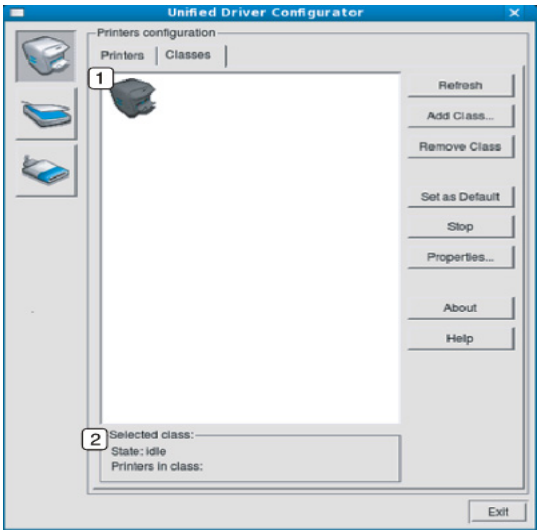 Unified Driver Configurator
Printers configuration
Printers
Classes
1
Refresh
Add Class...
Remove Class
Set as Default
Stop
Properties...
About
Help
2
Selected class:
State: idle
Printers in class:
Exit